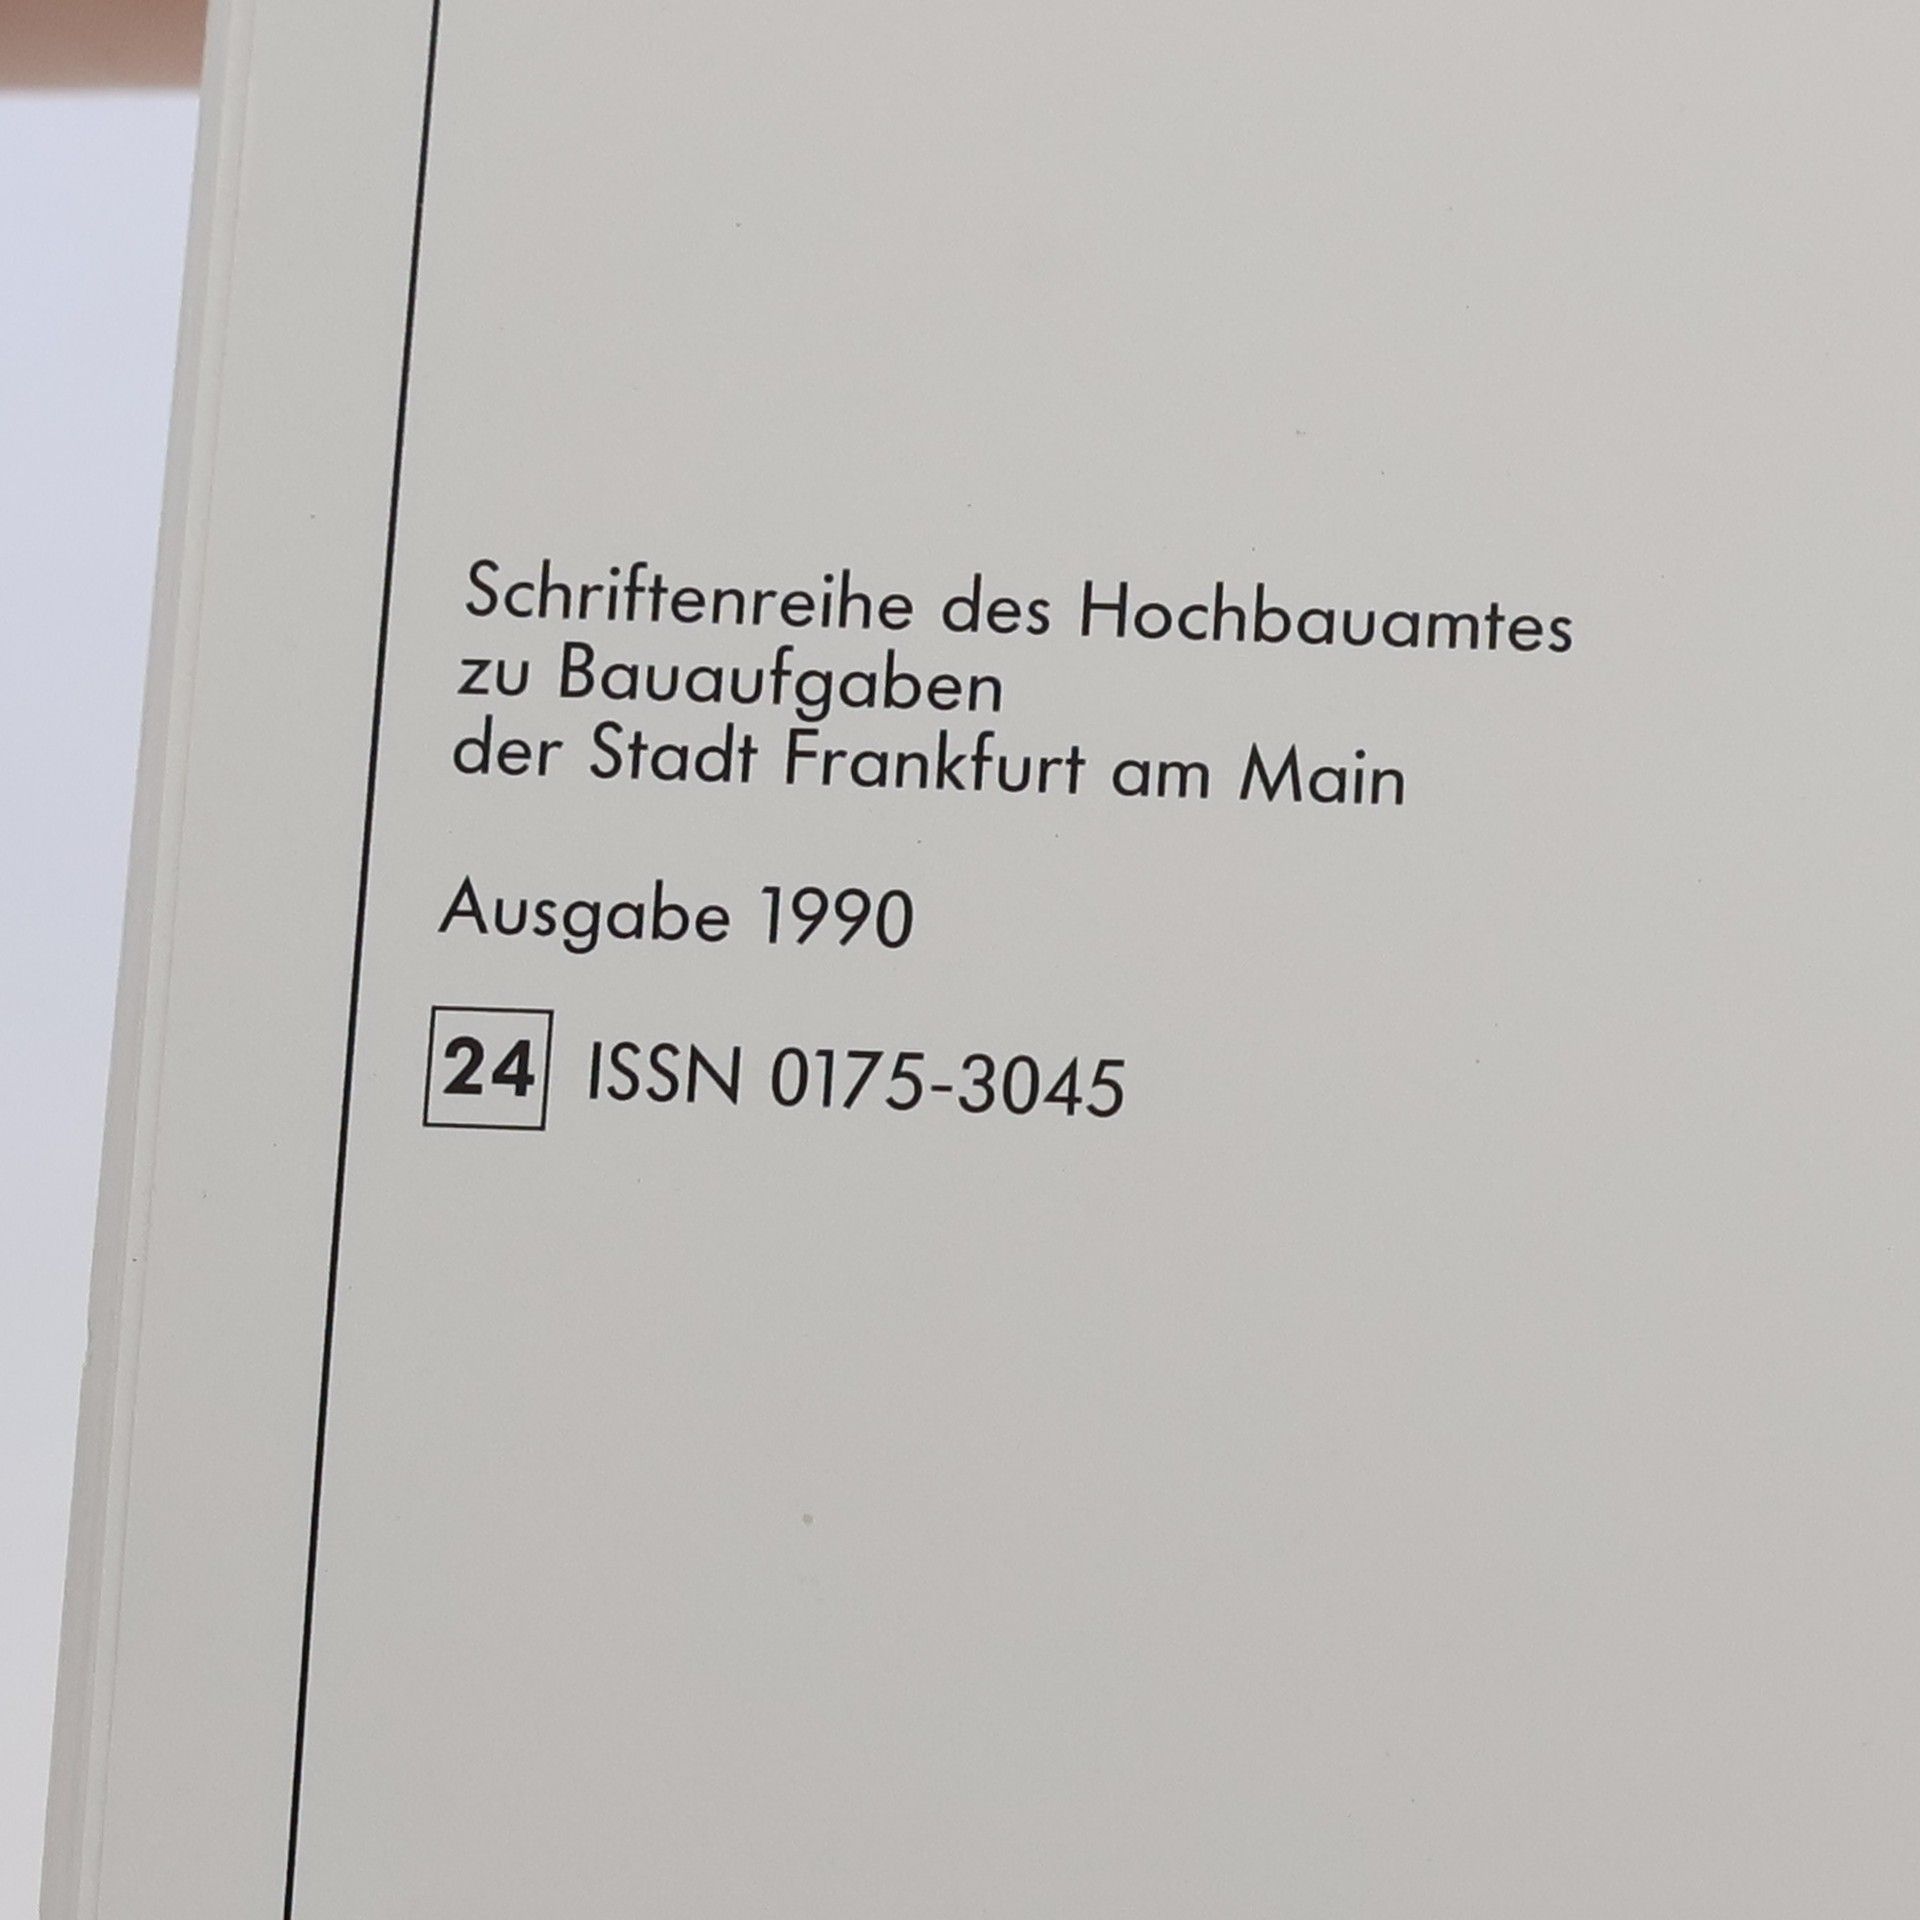 Schriftenreihe des Hochbauamtes
zu Bauaufgaben
der Stadt Frankfurt am Main
Ausgabe 1990
24 ISSN 0175-3045